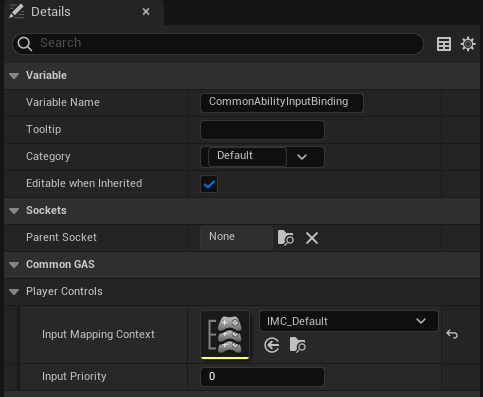 Details
Search
Variable
Variable Name CommonAbilityInputBinding
Tooltip
Category Default
Editable when Inherited
Sockets
Parent Socket None
Common GAS
Player Controls
Input Mapping Context IMC_Default
Input Priority 0